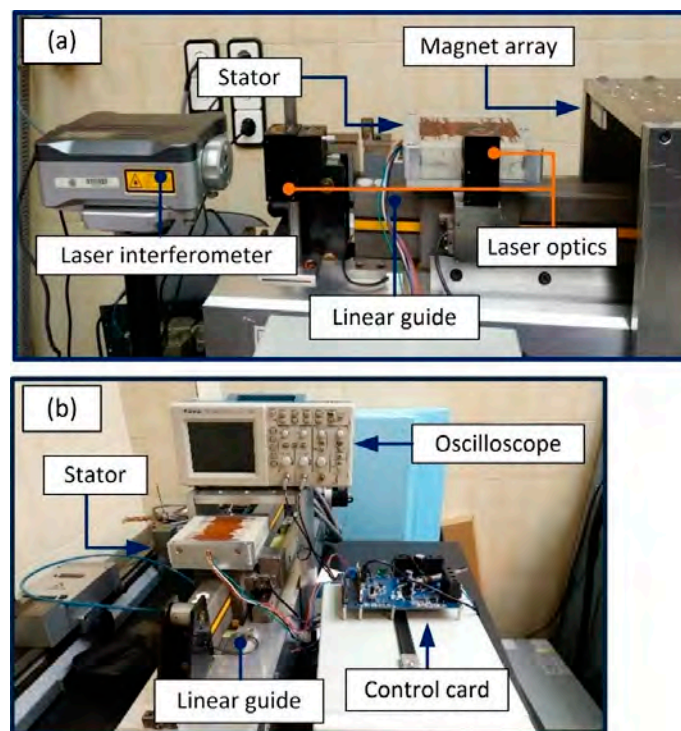 (a)
Magnet array
Stator
Laser interferometer
Laser optics
Linear guide
(b)
Oscilloscope
Stator
Linear guide
Control card